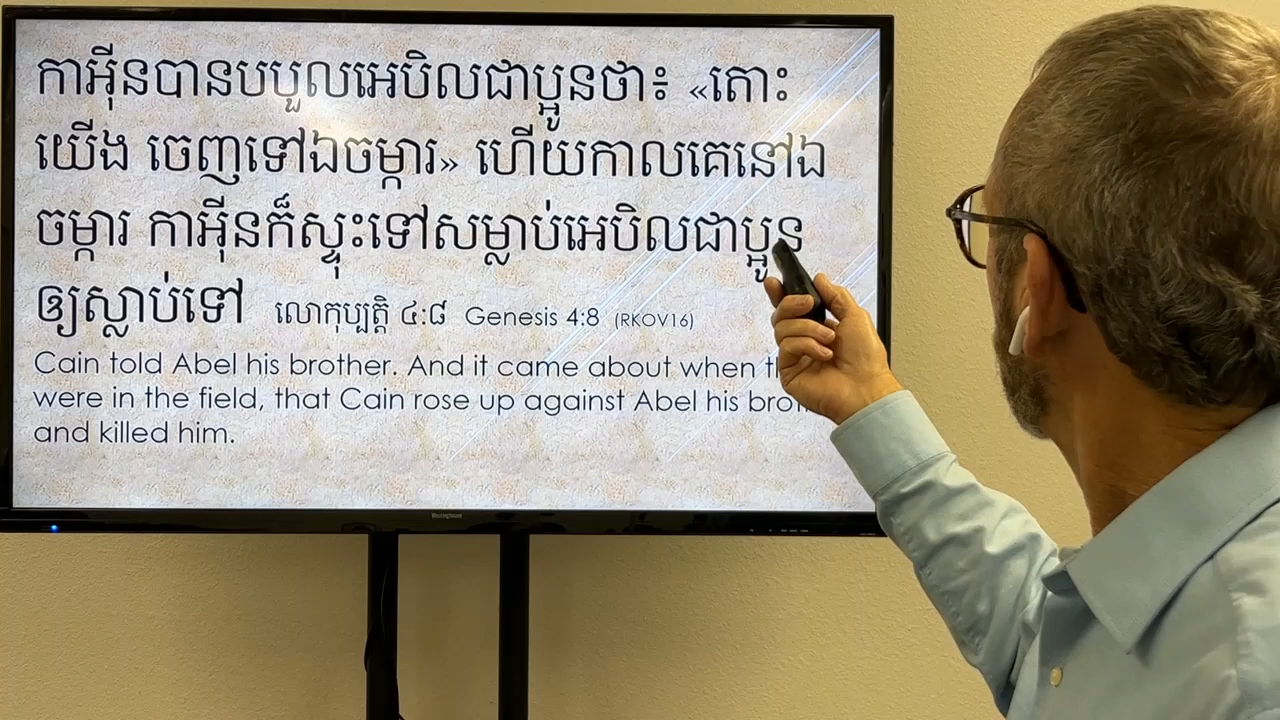 កាអ៊ីនបានបបួលអេបិលជាប្អូនថា៖ «តោះ
យើង ចេញទៅឯចម្ការ» ហើយកាលគេនៅឯ
ចម្ការ កាអ៊ីនក៏ស្ទុះទៅសម្លាប់អេបិលជាប្អូន
ឲ្យស្លាប់ទៅ លោកុប្បត្តិ ៤:៨ Genesis 4:8 (RKOV16)
Cain told Abel his brother. And it came about when
were in the field, that Cain rose up against Abel his
and killed him.
Westinghouse